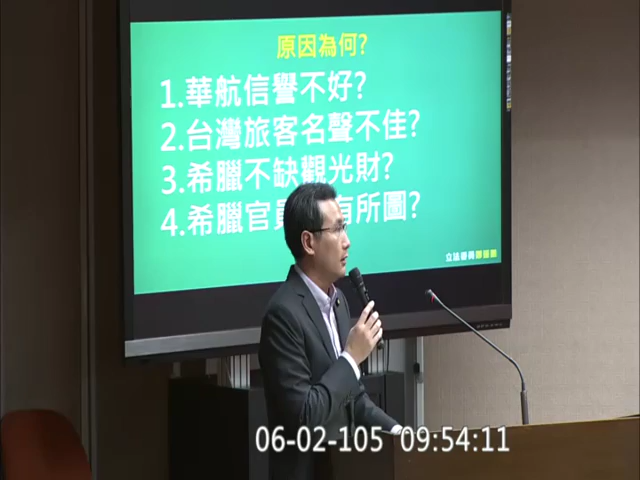 原因為何?
1.華航信譽不好?
2.台灣旅客名聲不佳?
3.希臘不缺觀光財?
4.希臘官 有所圖?
立法委員
06-02-105 09:54:11